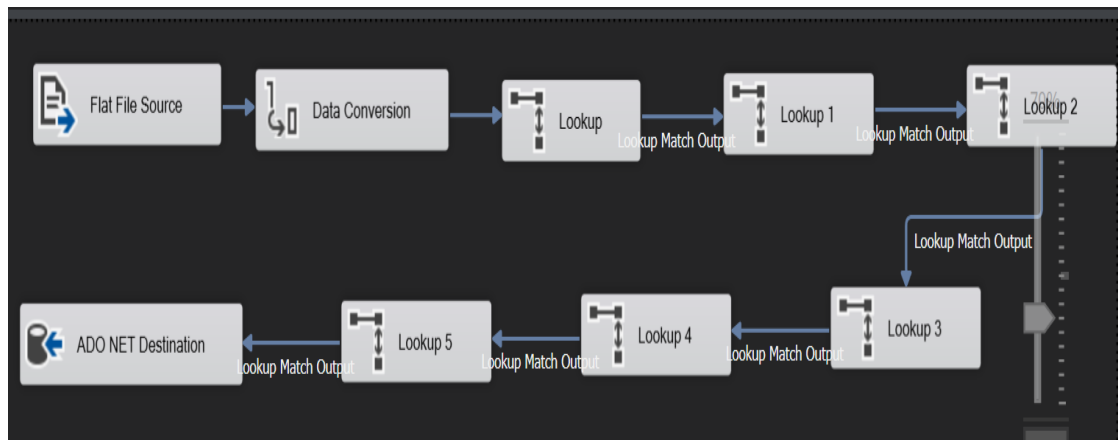 Flat File Source
Data Conversion
Lookup
Lookup Match Output
Lookup 1
Lookup Match Output
Lookup 2
70%
Lookup Match Output
Lookup 3
Lookup Match Output
Lookup 4
Lookup Match Output
Lookup 5
Lookup Match Output
ADO NET Destination